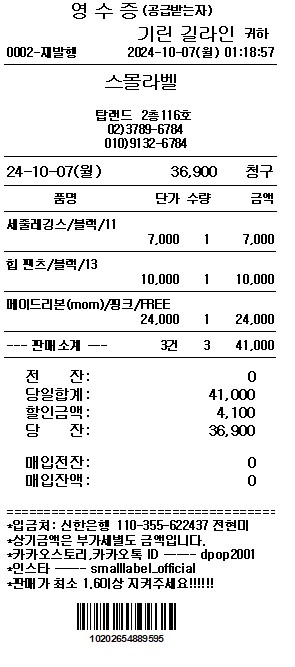 영 수 증 (공급받는자)
기린 길라인 귀하
0002-재발행 2024-10-07(월) 01:18:57
스몰라벨
탑랜드 2층116호
02)3789-6784
010)9132-6784
24-10-07(월) 36,900 청구
품명 단가 수량 금액
세줄레깅스/블랙/11
7,000 1 7,000
힙 팬츠/블랙/13
10,000 1 10,000
메이드리본(mom)/핑크/FREE
24,000 1 24,000
--- 판매소계 --- 3건 3 41,000
전 잔: 0
당일합계: 41,000
할인금액: 4,100
당 잔: 36,900
매입전잔: 0
매입잔액: 0
=====================================
*입금처: 신한은행 110-355-622437 전현미
*상기금액은 부가세별도 금액입니다.
*카카오스토리,카카오톡 ID ---- dpop2001
*인스타 ---- smalllabel_official
*판매가 최소 1.6이상 지켜주세요!!!!!!
10202654889595